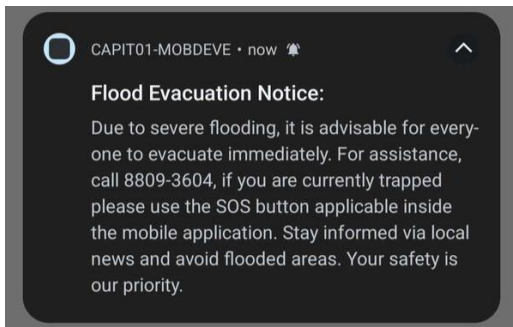 CAPIT01-MOBDEVE • now
Flood Evacuation Notice:
Due to severe flooding, it is advisable for every-
one to evacuate immediately. For assistance,
call 8809-3604, if you are currently trapped
please use the SOS button applicable inside
the mobile application. Stay informed via local
news and avoid flooded areas. Your safety is
our priority.